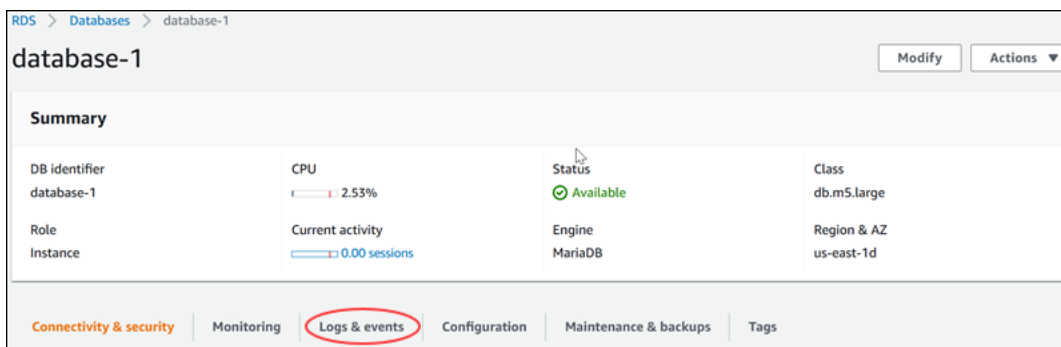 RDS > Databases > database-1
database-1
Modify
Actions
Summary
DB identifier
CPU
Status
Class
database-1
2.53%
Available
db.m5.large
Role
Current activity
Engine
Region & AZ
Instance
0.00 sessions
MariaDB
us-east-1d
Connectivity & security
Monitoring
Logs & events
Configuration
Maintenance & backups
Tags